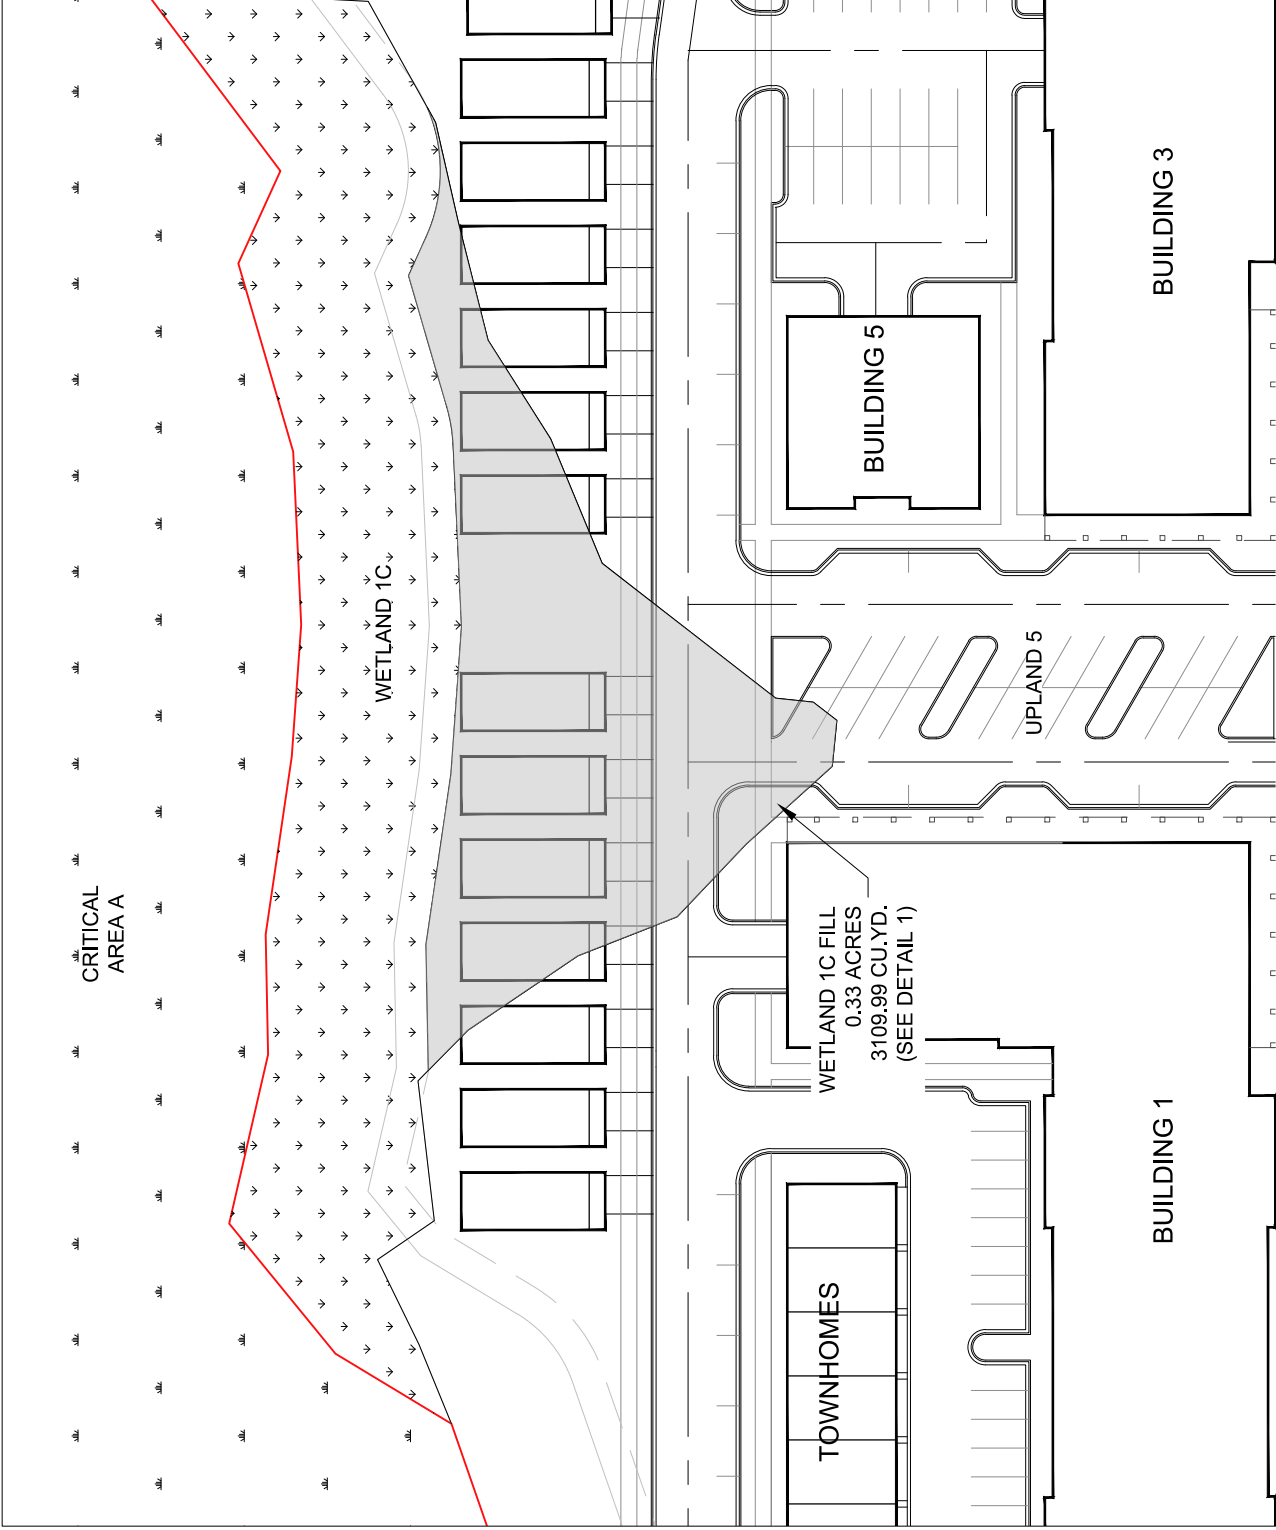 CRITICAL
AREA A
WETLAND 1C
WETLAND 1C FILL
0.33 ACRES
3109.99 CU.YD.
(SEE DETAIL 1)
TOWNHOMES
BUILDING 5
UPLAND 5
BUILDING 1
BUILDING 3